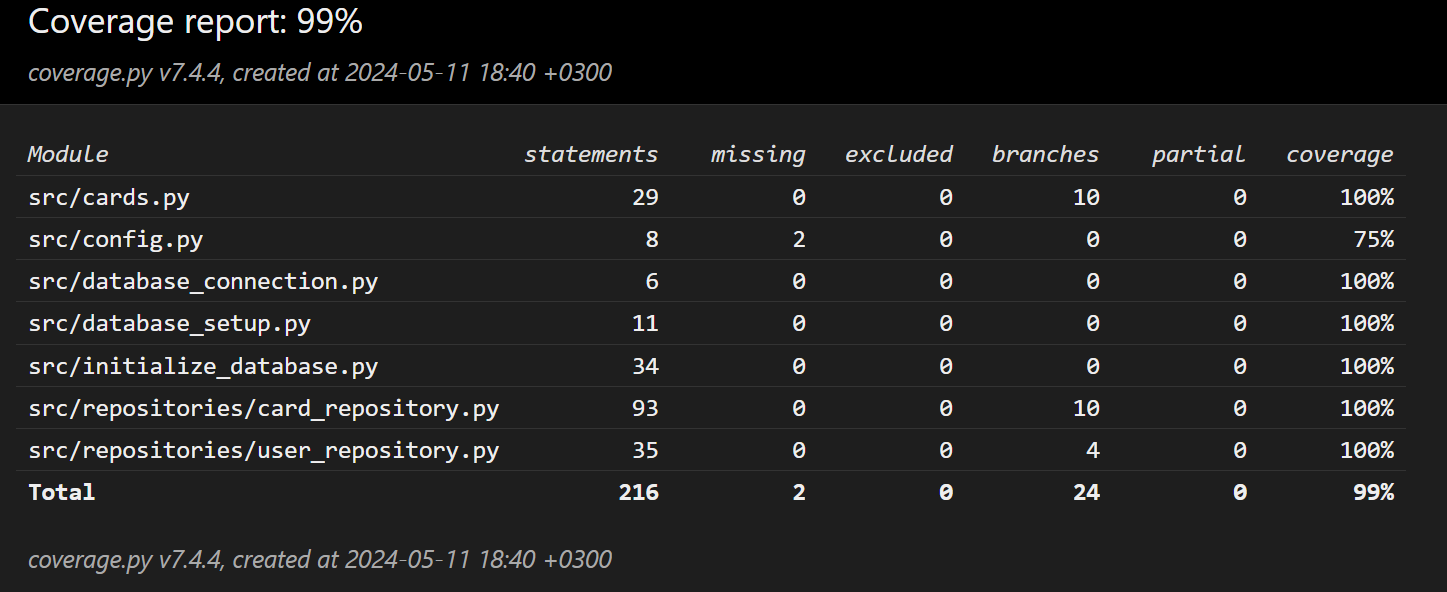 Coverage report: 99%
coverage.py v7.4.4, created at 2024-05-11 18:40 +0300
Module statements missing excluded branches partial coverage
src/cards.py 29 0 0 10 0 100%
src/config.py 8 2 0 0 0 75%
src/database_connection.py 6 0 0 0 0 100%
src/database_setup.py 11 0 0 0 0 100%
src/initialize_database.py 34 0 0 0 0 100%
src/repositories/card_repository.py 93 0 0 10 0 100%
src/repositories/user_repository.py 35 0 0 4 0 100%
Total 216 2 0 24 0 99%
coverage.py v7.4.4, created at 2024-05-11 18:40 +0300